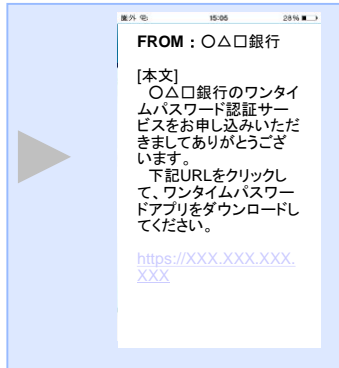 圏外 15:05 28%
FROM：〇△□銀行
[本文]
　〇△□銀行のワンタイ
ムパスワード認証サー
ビスをお申し込みいただ
きましてありがとうござ
います。
　下記URLをクリックし
て、ワンタイムパスワー
ドアプリをダウンロードし
てください。
https://XXX.XXX.XXX.
XXX